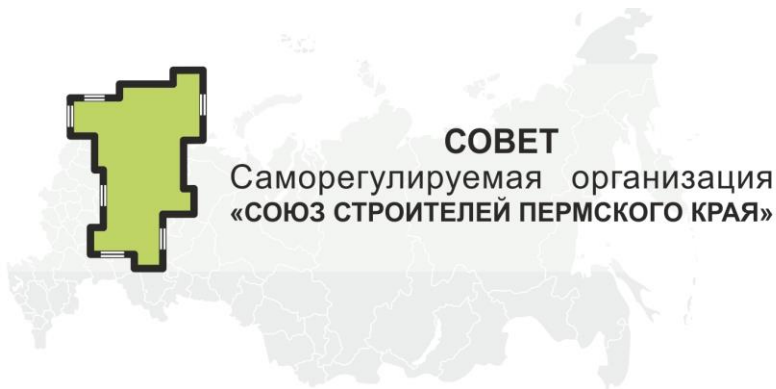 СОВЕТ
Саморегулируемая организация
«СОЮЗ СТРОИТЕЛЕЙ ПЕРМСКОГО КРАЯ»